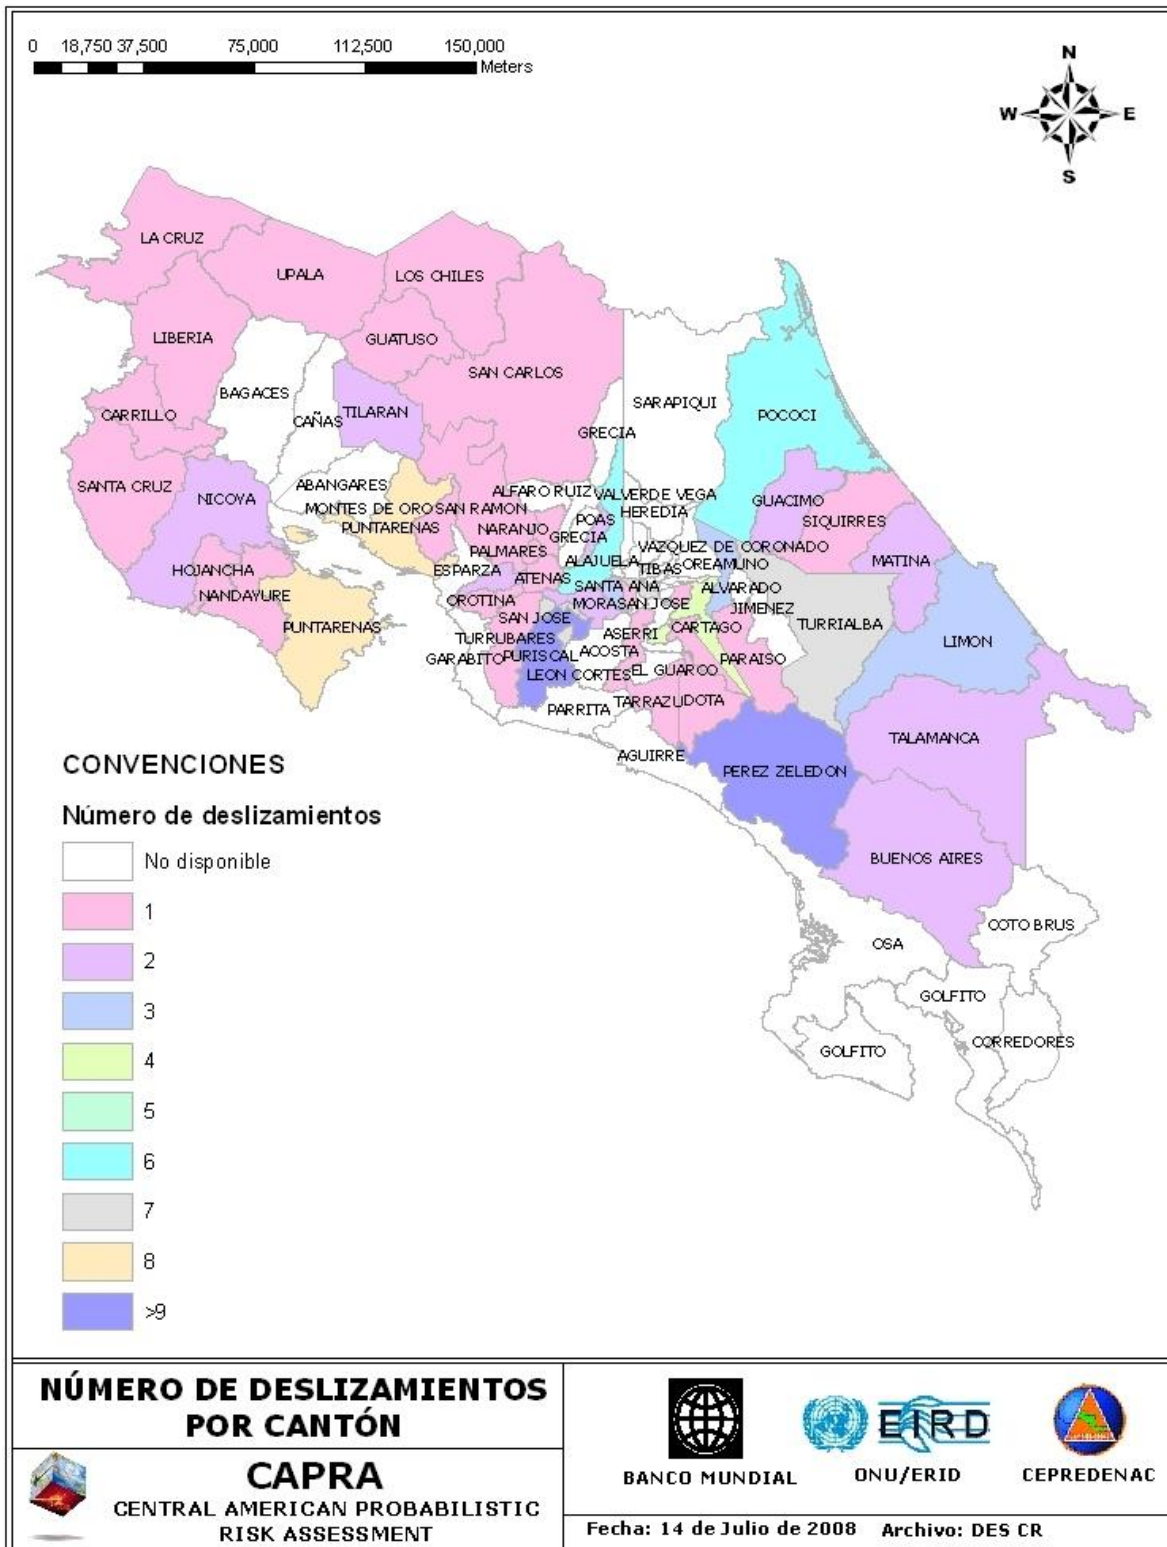 0 18,750 37,500 75,000 112,500 150,000
Meters
N
W E
S
LA CRUZ
UPALA
LOS CHILES
LIBERIA
GUATUSO
SAN CARLOS
BAGACES
SARAPIQUI
CARRILLO
TILARAN
POCOCI
CAÑAS
GRECIA
SANTA CRUZ
NICOYA
ABANGARES
ALFARO RUIZ
VALVERDE VEGA
GUACIMO
MONTES DE ORO
SAN RAMON
HEREDIA
POAS
SIQUIRRES
PUNTARENAS
NARANJO
GRECIA
VAZQUEZ DE CORONADO
PALMARES
ALAJUELA
TIBAS
OREAMUNO
MATINA
HOJANCHA
ESPARZA
ATENAS
SANTA ANA
ALVARADO
NANDAYURE
OROTINA
MORA
SAN JOSE
JIMENEZ
PUNTARENAS
SAN JOSE
CARTAGO
TURRIALBA
TURRUBARES
ASERRI
LIMON
GARABITO
PURISCAL
ACOSTA
PARAISO
LEON CORTES
EL GUARCO
PARRITA
TARRAZU
DOTA
TALAMANCA
AGUIRRE
PEREZ ZELEDON
BUENOS AIRES
COTO BRUS
OSA
GOLFITO
CORREDORES
GOLFITO
CONVENCIONES
Número de deslizamientos
No disponible
1
2
3
4
5
6
7
8
>9
NÚMERO DE DESLIZAMIENTOS
POR CANTÓN
CAPRA
CENTRAL AMERICAN PROBABILISTIC
RISK ASSESSMENT
EIRD
BANCO MUNDIAL
ONU/ERID
CEPREDENAC
Fecha: 14 de Julio de 2008 Archivo: DES CR